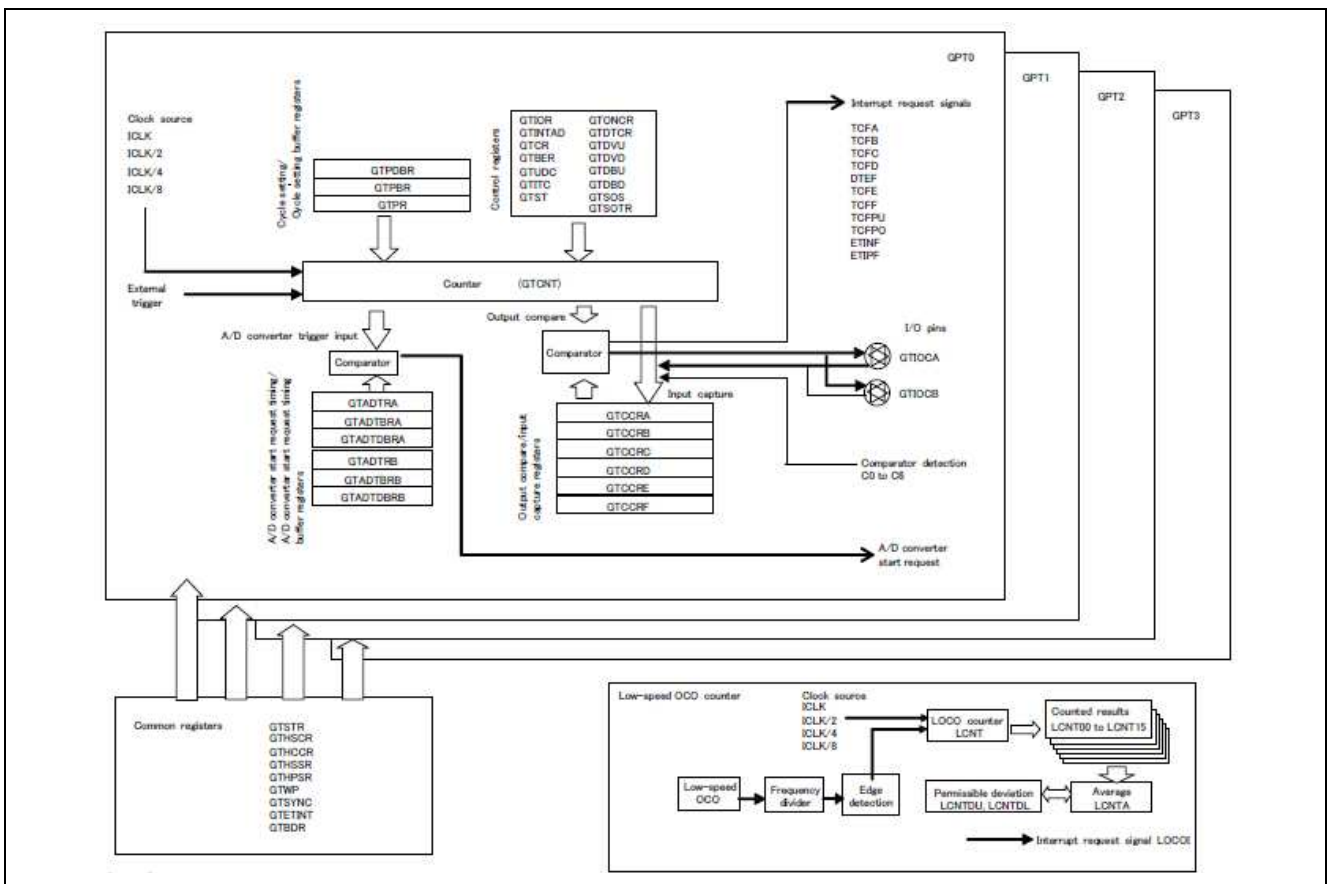 GPT0
GPT1
GPT2
GPT3
Clock source
ICLK
ICLK/2
ICLK/4
ICLK/8
External
trigger
Cycle setting/
Cycle setting buffer registers
GTPDBR
GTPBR
GTPR
Control registers
GTIOR GTONCR
GTINTAD GTDTCR
GTCR GTDVU
GTBER GTDVD
GTUDC GTDBU
GTITC GTDBD
GTST GTSOS
GTSOTR
Interrupt request signals
TCFA
TCFB
TCFC
TCFD
DTEF
TCFE
TCFF
TCFPU
TCFPO
ETINF
ETIPF
Counter (GTCNT)
A/D converter trigger input
Comparator
Output compare
Comparator
Input capture
I/O pins
GTIOCA
GTIOCB
A/D converter start request timing/
A/D converter start request timing
buffer registers
GTADTRA
GTADTBRA
GTADTDBRA
GTADTRB
GTADTBRB
GTADTDBRB
Output compare/input
capture registers
GTCCRA
GTCCRB
GTCCRC
GTCCRD
GTCCRE
GTCCRF
Comparator detection
C0 to C6
A/D converter
start request
Common registers
GTSTR
GTHSCR
GTHCCR
GTHSSR
GTHPSR
GTWP
GTSYNC
GTETINT
GTBDR
Low-speed OCO counter
Clock source
ICLK
ICLK/2
ICLK/4
ICLK/8
LOCO counter
LCNT
Counted results
LCNT00 to LCNT15
Low-speed
OCO
Frequency
divider
Edge
detection
Permissible deviation
LCNTDU, LCNTDL
Average
LCNTA
Interrupt request signal LOCOI